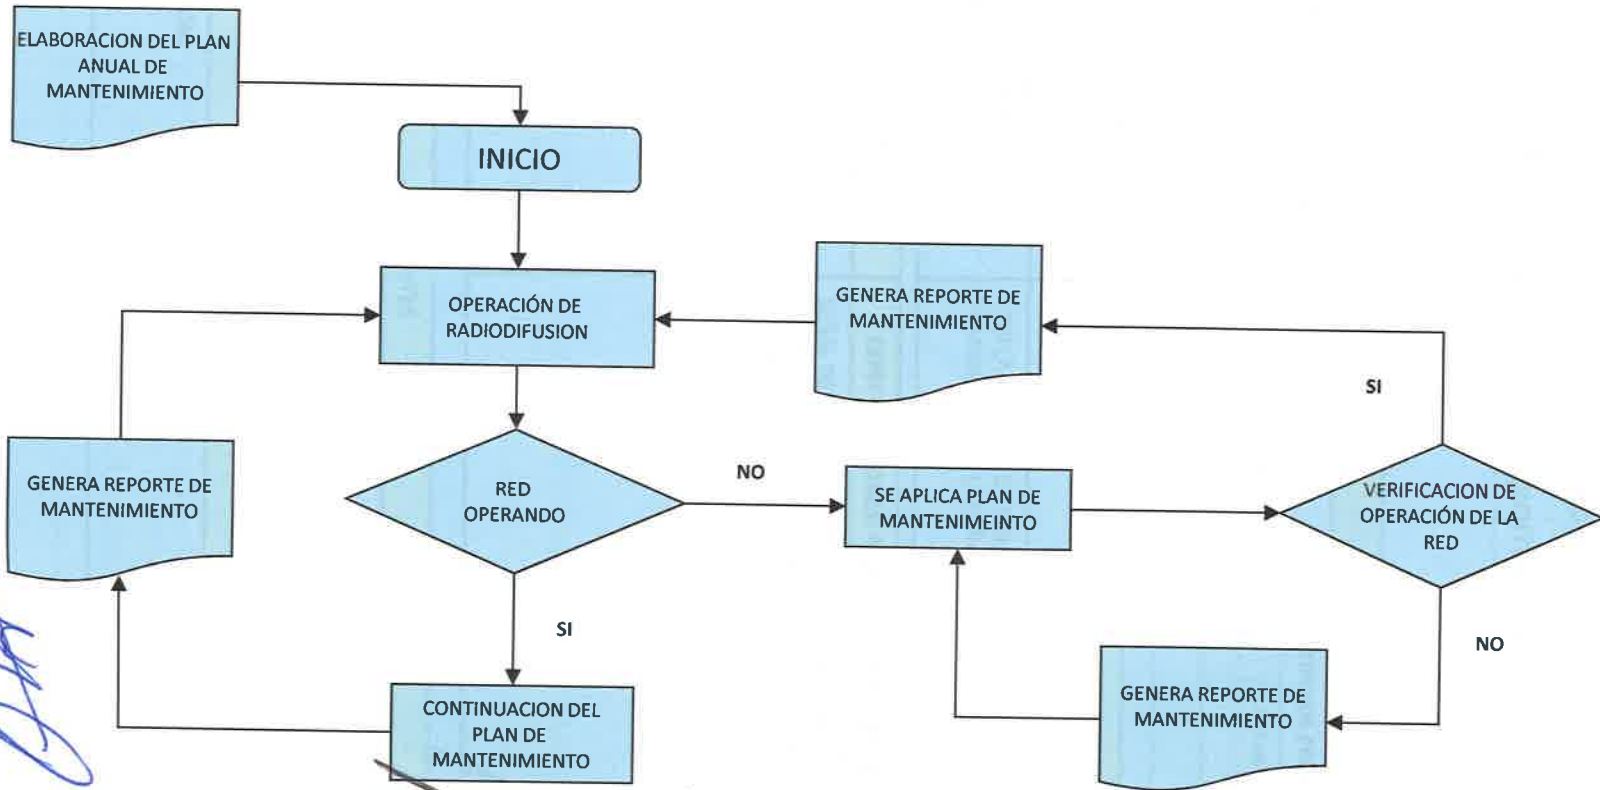 ELABORACION DEL PLAN
ANUAL DE
MANTENIMIENTO
INICIO
OPERACIÓN DE
RADIODIFUSION
GENERA REPORTE DE
MANTENIMIENTO
SI
GENERA REPORTE DE
MANTENIMIENTO
RED
OPERANDO
NO
SE APLICA PLAN DE
MANTENIMEINTO
VERIFICACION DE
OPERACIÓN DE LA
RED
SI
NO
CONTINUACION DEL
PLAN DE
MANTENIMIENTO
GENERA REPORTE DE
MANTENIMIENTO